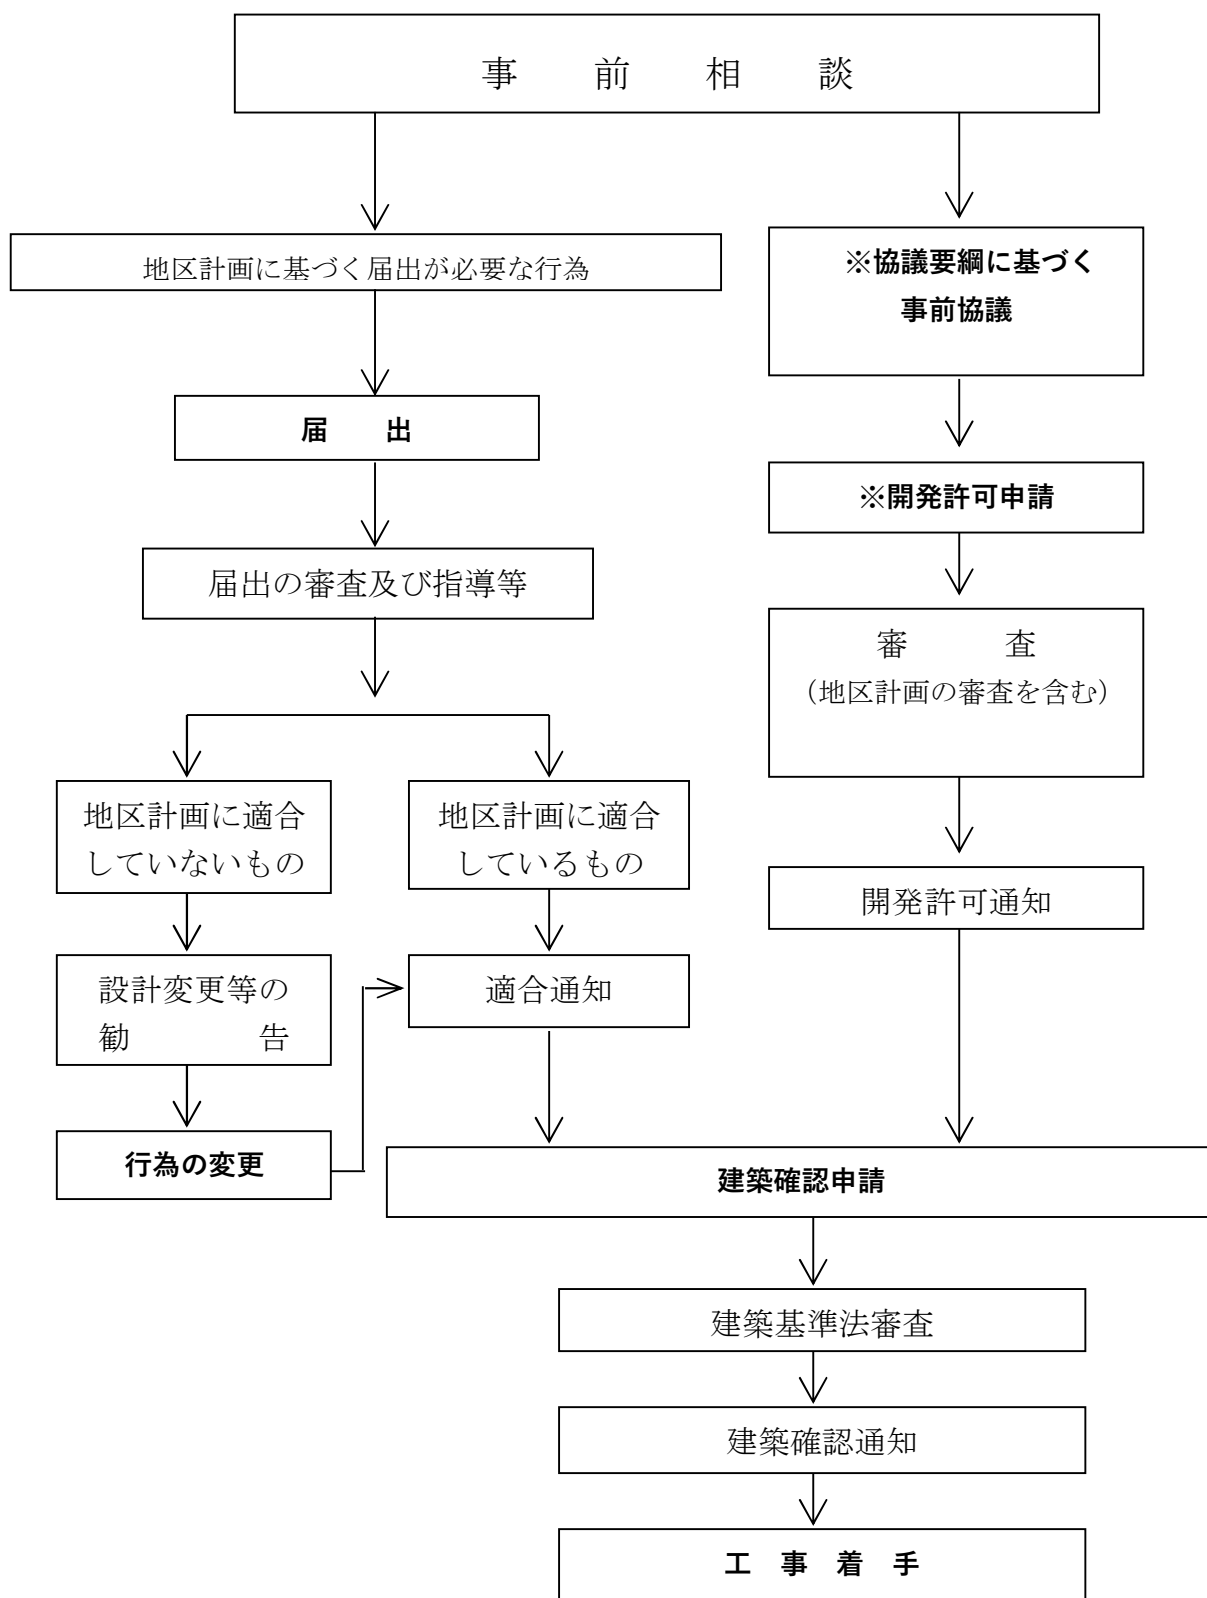 事前相談
地区計画に基づく届出が必要な行為
※協議要綱に基づく
事前協議
届出
※開発許可申請
届出の審査及び指導等
審査
（地区計画の審査を含む）
地区計画に適合
していないもの
地区計画に適合
しているもの
開発許可通知
設計変更等の
勧告
適合通知
行為の変更
建築確認申請
建築基準法審査
建築確認通知
工事着手